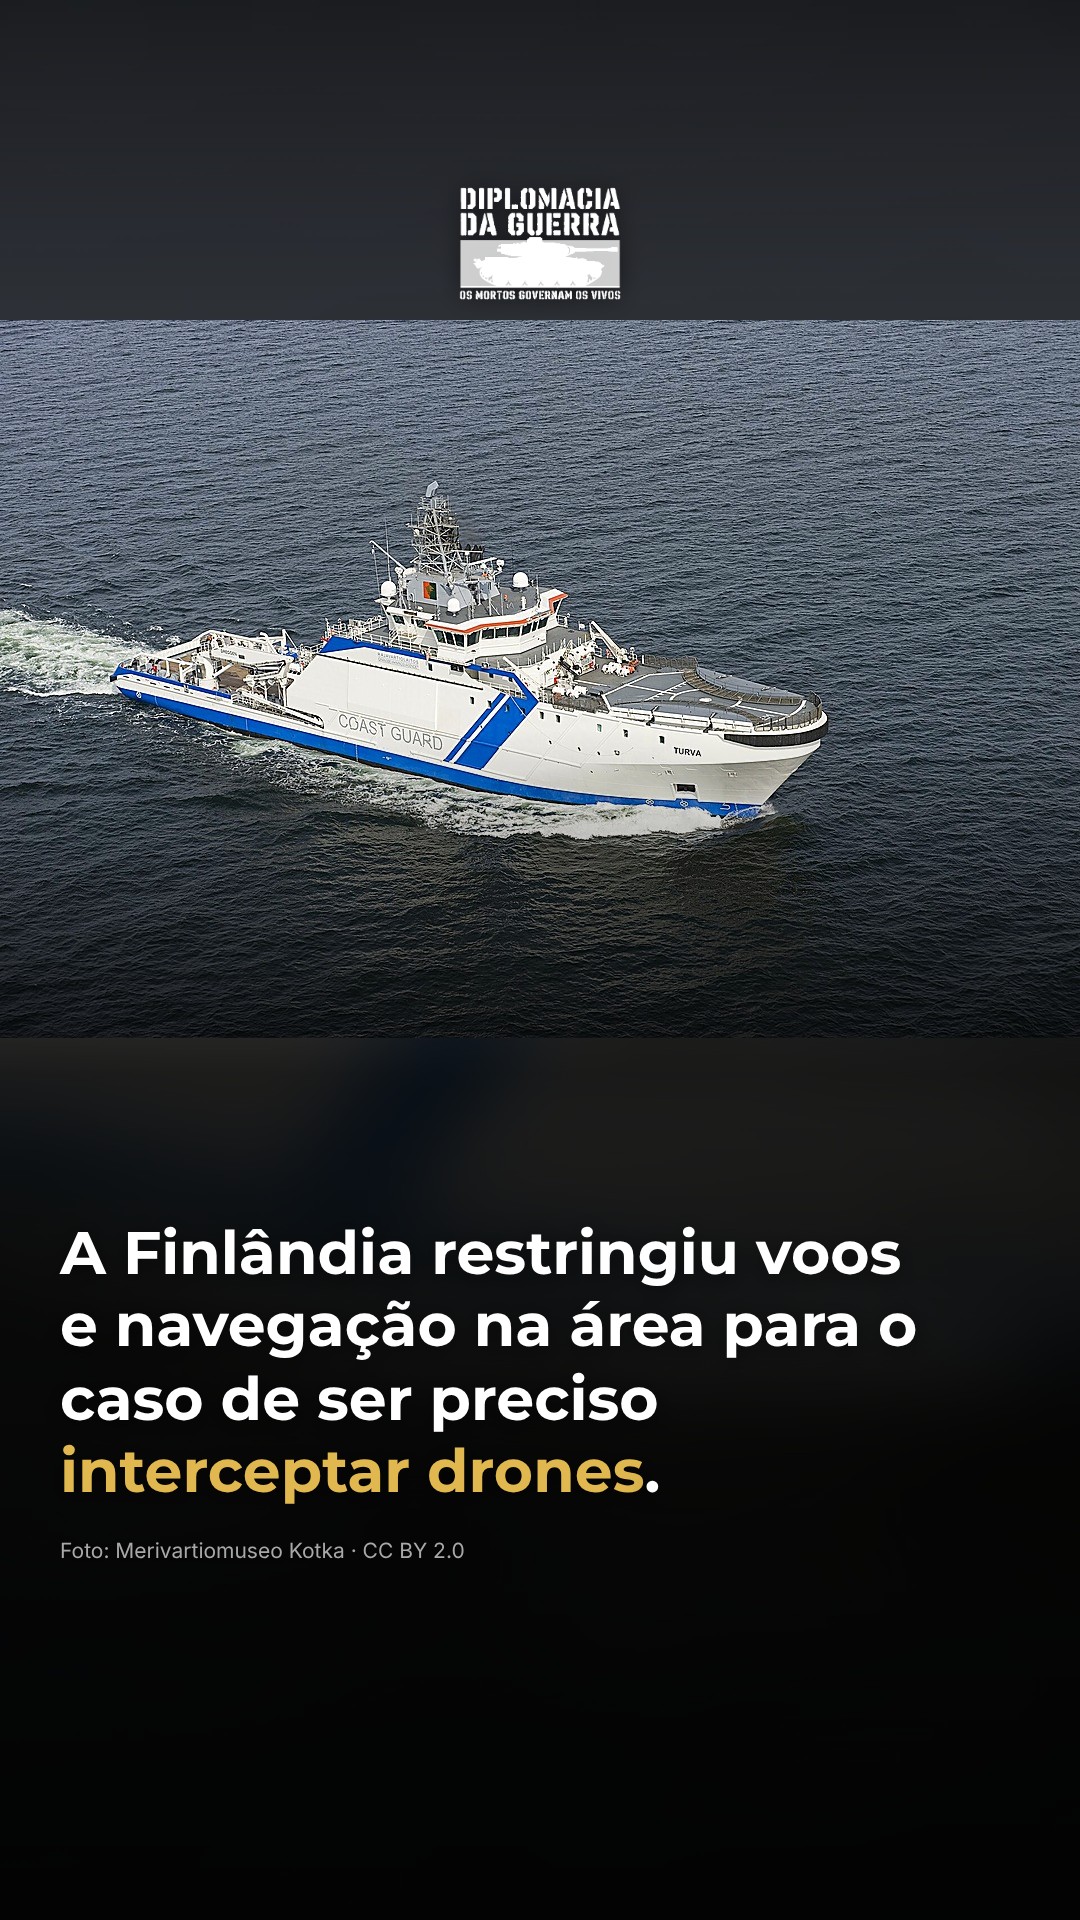 DIPLOMACIA
DA GUERRA
OS MORTOS GOVERNAM OS VIVOS
COAST GUARD
TURVA
A Finlândia restringiu voos
e navegação na área para o
caso de ser preciso
interceptar drones.
Foto: Merivartiomuseo Kotka · CC BY 2.0